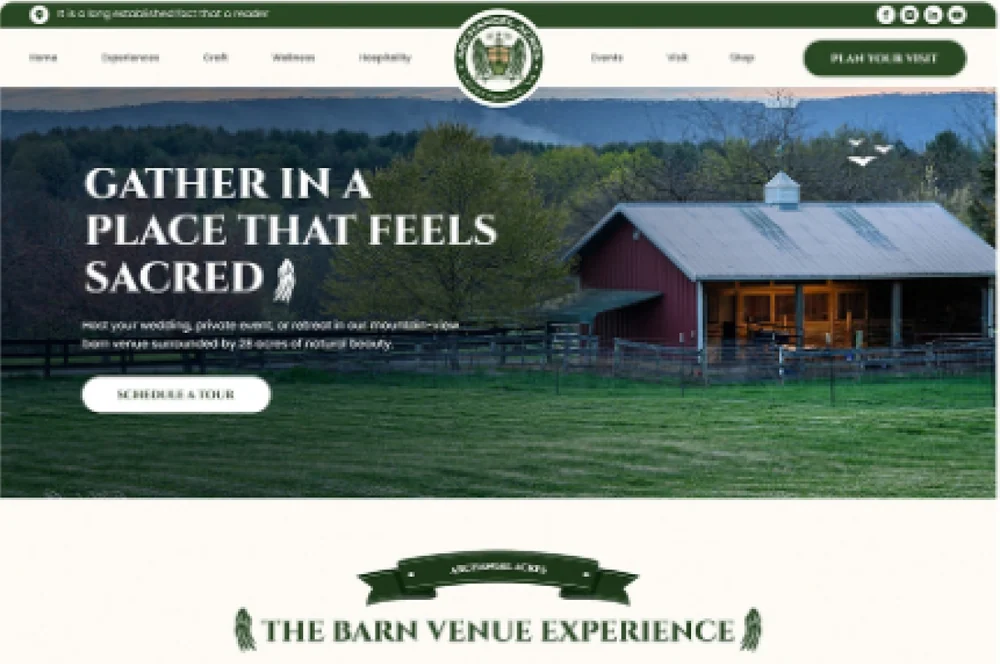 It is a long established fact that a reader
Home Experiences Craft Wellness Hospitality Events Visit Shop
ARCHANGEL ACRES
PLAN YOUR VISIT
GATHER IN A
PLACE THAT FEELS
SACRED
Host your wedding, private event, or retreat in our mountain-view
barn venue surrounded by 28 acres of natural beauty.
SCHEDULE A TOUR
ARCHANGEL ACRES
THE BARN VENUE EXPERIENCE